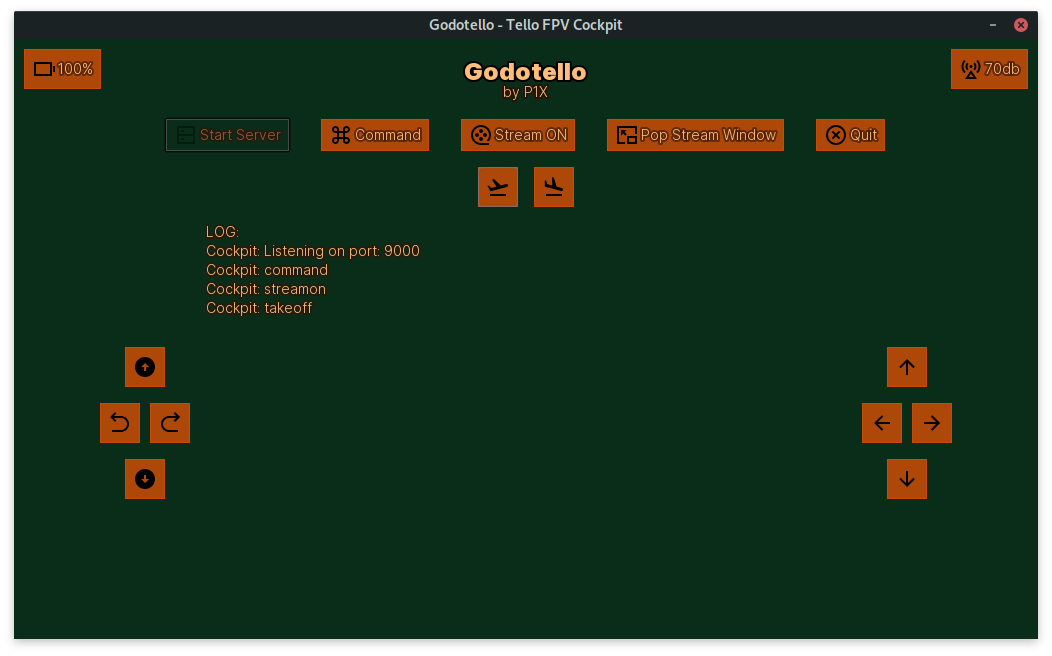 Godotello - Tello FPV Cockpit
100%
Godotello
by P1X
70db
Start Server
Command
Stream ON
Pop Stream Window
Quit
LOG:
Cockpit: Listening on port: 9000
Cockpit: command
Cockpit: streamon
Cockpit: takeoff